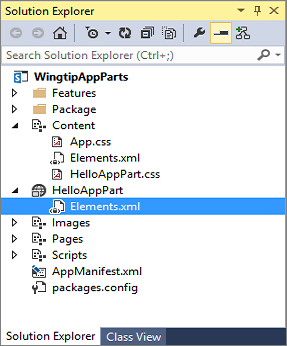 Solution Explorer
Search Solution Explorer (Ctrl+;)
WingtipAppParts
Features
Package
Content
App.css
Elements.xml
HelloAppPart.css
HelloAppPart
Elements.xml
Images
Pages
Scripts
AppManifest.xml
packages.config
Solution Explorer Class View